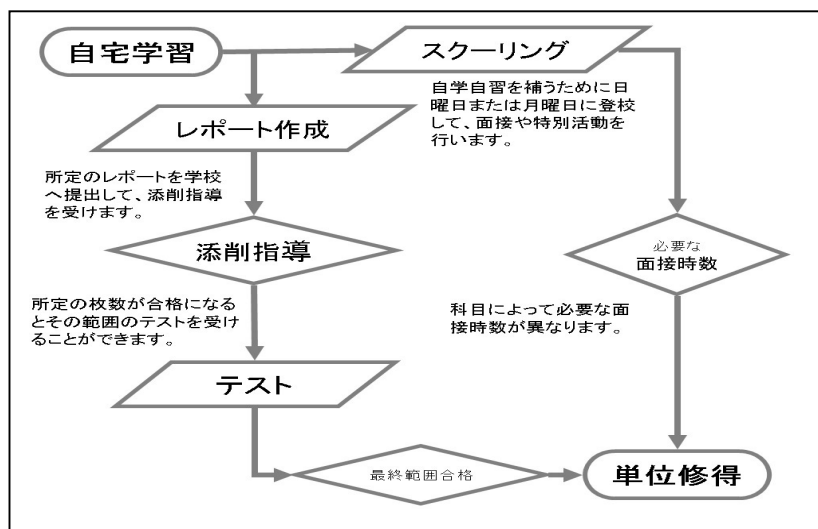 自宅学習
スクーリング
自学自習を補うために日
曜日または月曜日に登校
して、面接や特別活動を
行います。
レポート作成
所定のレポートを学校
へ提出して、添削指導
を受けます。
添削指導
必要な
面接時数
所定の枚数が合格になる
とその範囲のテストを受け
ることができます。
科目によって必要な面
接時数が異なります。
テスト
最終範囲合格
単位修得